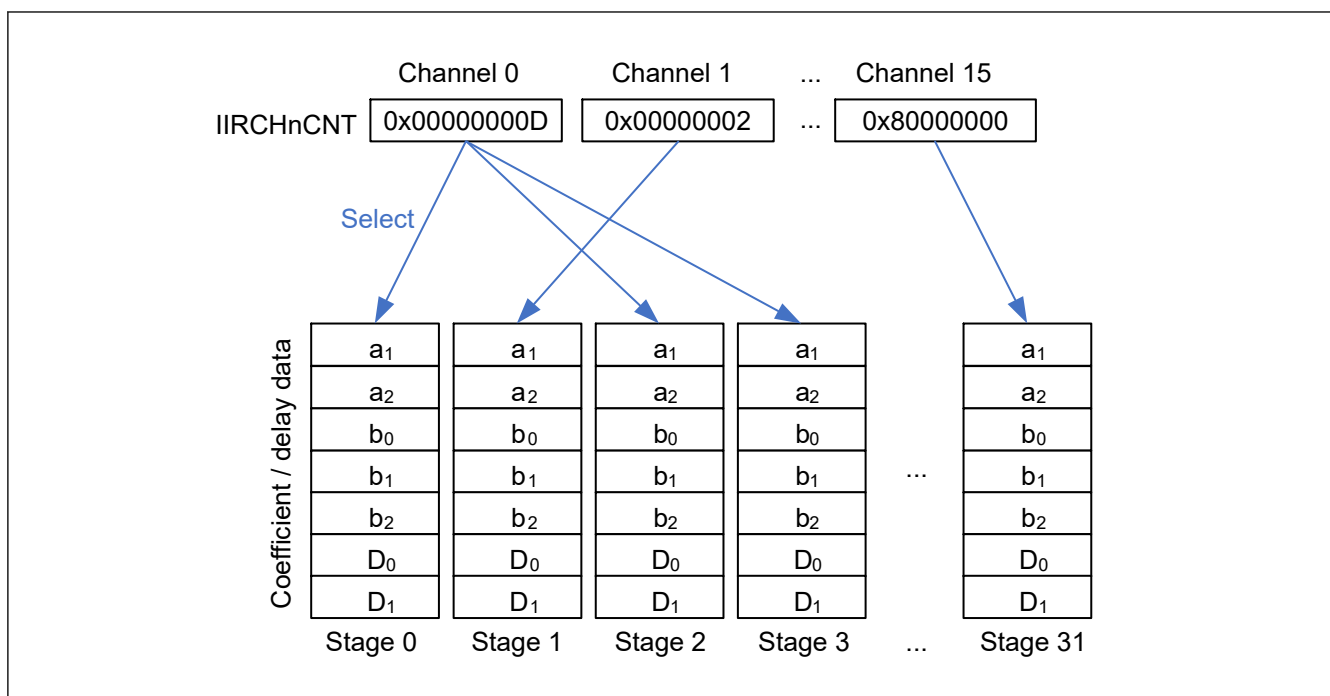 Channel 0 Channel 1 ... Channel 15
IIRCHnCNT 0x00000000D 0x00000002 ... 0x80000000
Select
Coefficient / delay data
a1 a1 a1 a1 a1
a2 a2 a2 a2 a2
b0 b0 b0 b0 b0
b1 b1 b1 b1 ... b1
b2 b2 b2 b2 b2
D0 D0 D0 D0 D0
D1 D1 D1 D1 D1
Stage 0 Stage 1 Stage 2 Stage 3 ... Stage 31